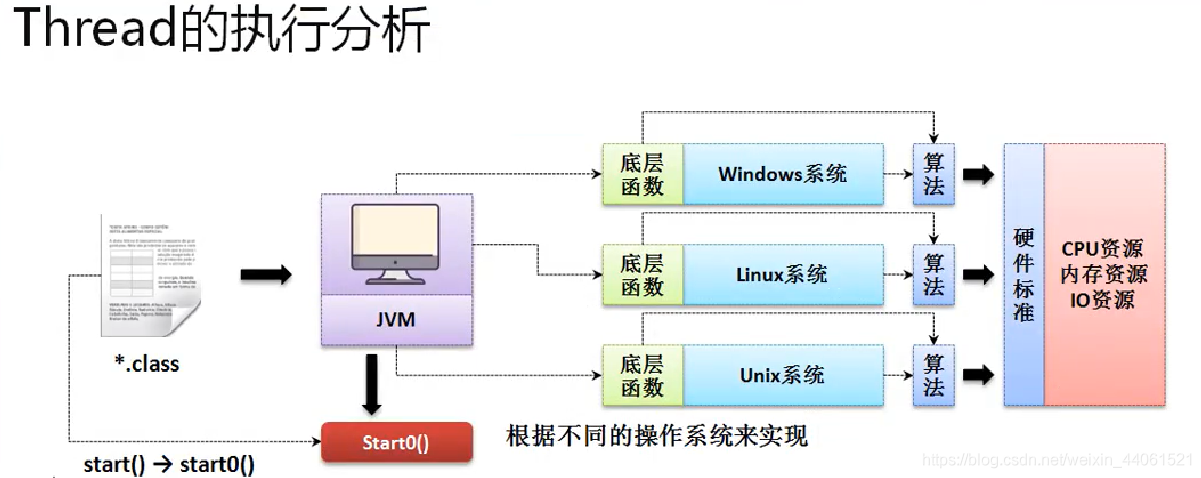 Thread的执行分析
底层
函数
Windows系统
算
法
底层
函数
Linux系统
算
法
底层
函数
Unix系统
算
法
硬
件
标
准
CPU资源
内存资源
IO资源
JVM
*.class
Start0()
根据不同的操作系统来实现
start() → start0()
https://blog.csdn.net/weixin_44061521